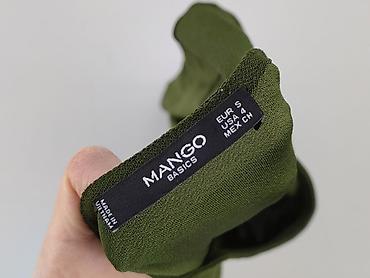 MANGO
BASICS
EUR S
USA 4
MEX CH
MADE IN
VIETNAM